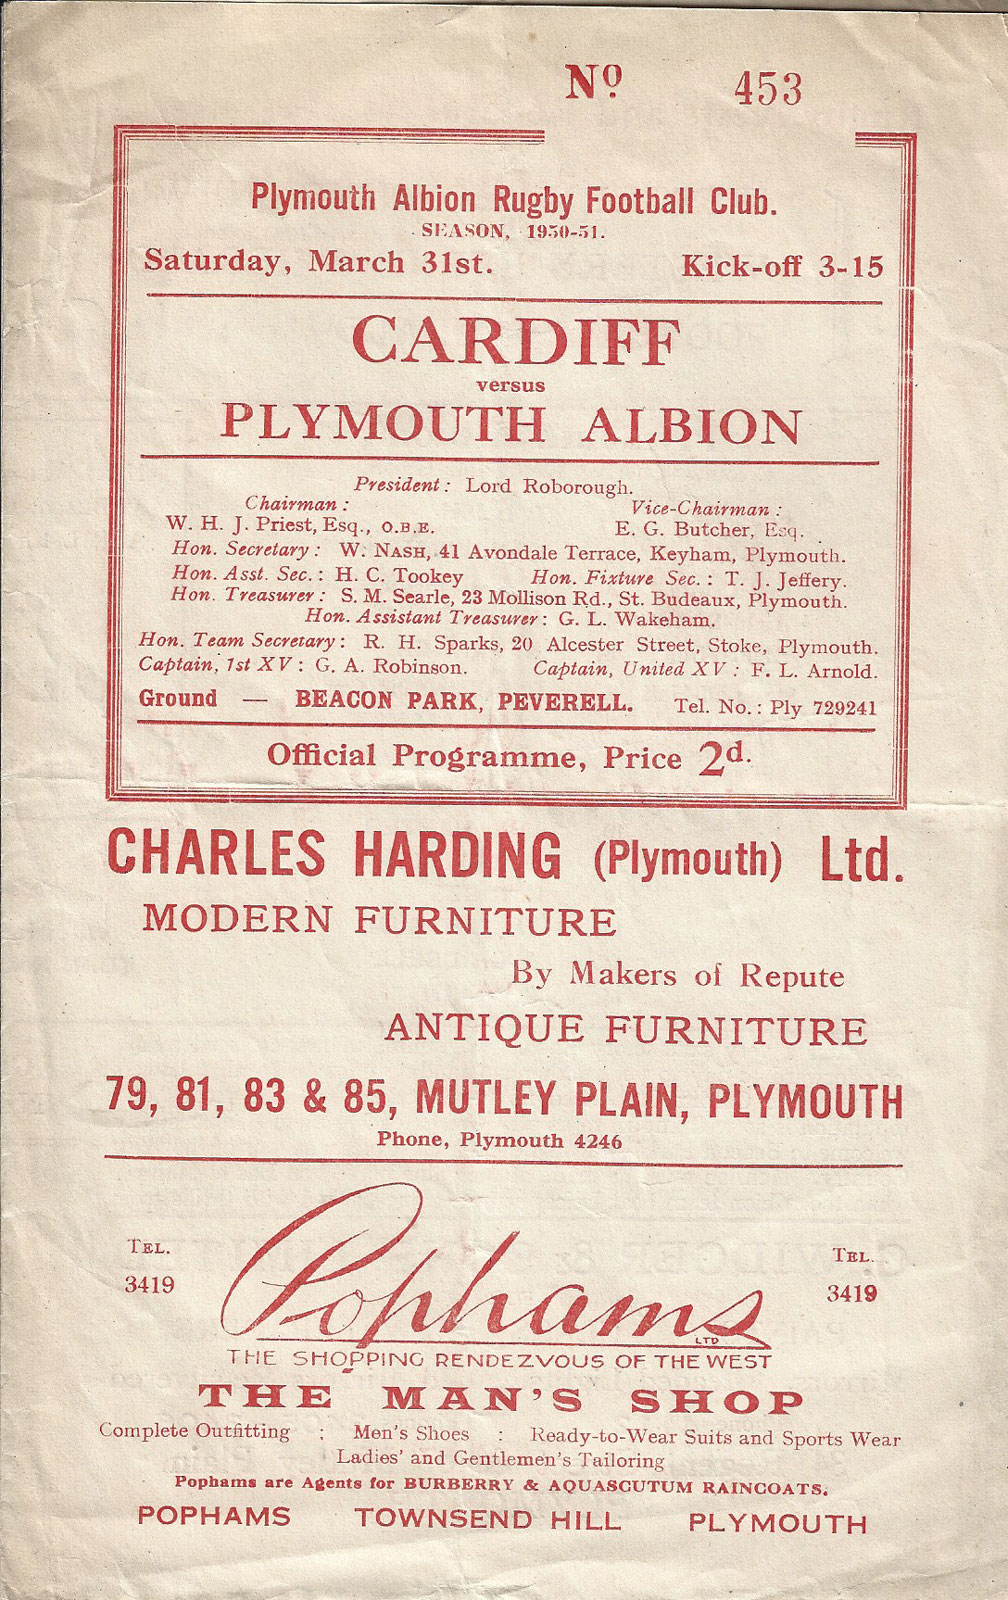 Nº 453
Plymouth Albion Rugby Football Club.
SEASON, 1950-51.
Saturday, March 31st. Kick-off 3-15
CARDIFF
versus
PLYMOUTH ALBION
President: Lord Roborough.
Chairman: Vice-Chairman:
W. H. J. Priest, Esq., O.B.E. E. G. Butcher, Esq.
Hon. Secretary: W. NASH, 41 Avondale Terrace, Keyham, Plymouth.
Hon. Asst. Sec.: H. C. Tookey Hon. Fixture Sec.: T. J. Jeffery.
Hon. Treasurer: S. M. Searle, 23 Mollison Rd., St. Budeaux, Plymouth.
Hon. Assistant Treasurer: G. L. Wakeham.
Hon. Team Secretary: R. H. Sparks, 20 Alcester Street, Stoke, Plymouth.
Captain, 1st XV: G. A. Robinson. Captain, United XV: F. L. Arnold.
Ground — BEACON PARK, PEVERELL. Tel. No.: Ply 729241
Official Programme, Price 2d.
CHARLES HARDING (Plymouth) Ltd.
MODERN FURNITURE
By Makers of Repute
ANTIQUE FURNITURE
79, 81, 83 & 85, MUTLEY PLAIN, PLYMOUTH
Phone, Plymouth 4246
TEL. TEL.
3419 3419
Pophams LTD
THE SHOPPING RENDEZVOUS OF THE WEST
THE MAN'S SHOP
Complete Outfitting : Men's Shoes : Ready-to-Wear Suits and Sports Wear
Ladies' and Gentlemen's Tailoring
Pophams are Agents for BURBERRY & AQUASCUTUM RAINCOATS.
POPHAMS TOWNSEND HILL PLYMOUTH